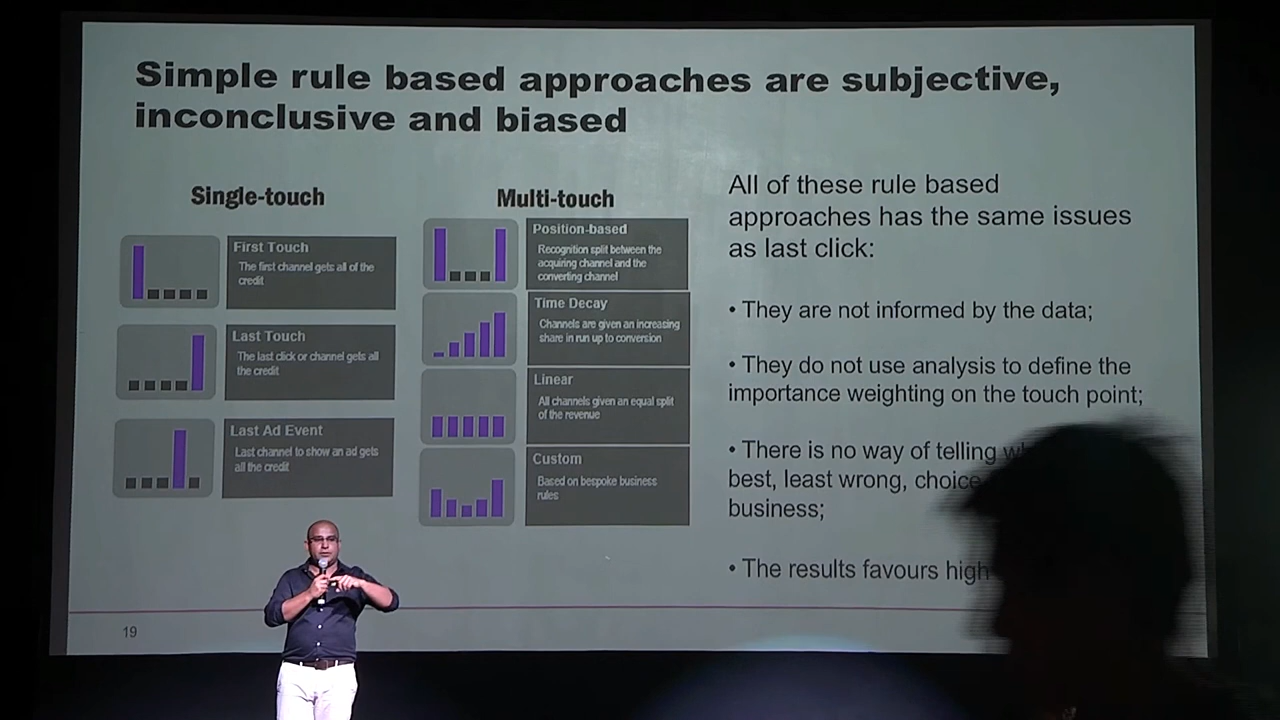 Simple rule based approaches are subjective,
inconclusive and biased
Single-touch
First Touch
The first channel gets all of the
credit
Last Touch
The last click or channel gets all
the credit
Last Ad Event
Last channel to show an ad gets
all the credit
Multi-touch
Position-based
Recognition split between the
acquiring channel and the
converting channel
Time Decay
Channels are given an increasing
share in run up to conversion
Linear
All channels given an equal split
of the revenue
Custom
Based on bespoke business
rules
All of these rule based
approaches has the same issues
as last click:
• They are not informed by the data;
• They do not use analysis to define the
importance weighting on the touch point;
• There is no way of telling
best, least wrong, choice
business;
• The results favours high
19